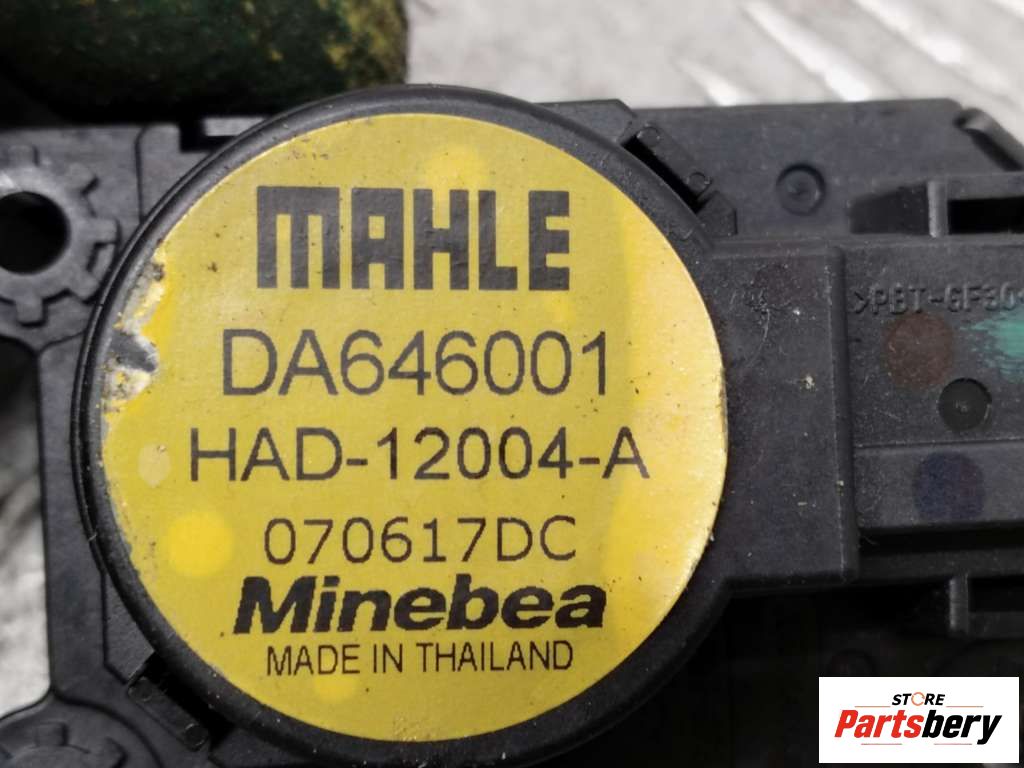 MAHLE
DA646001
HAD-12004-A
070617DC
Minebea
MADE IN THAILAND
>PBT-GF30
STORE
Partsbery